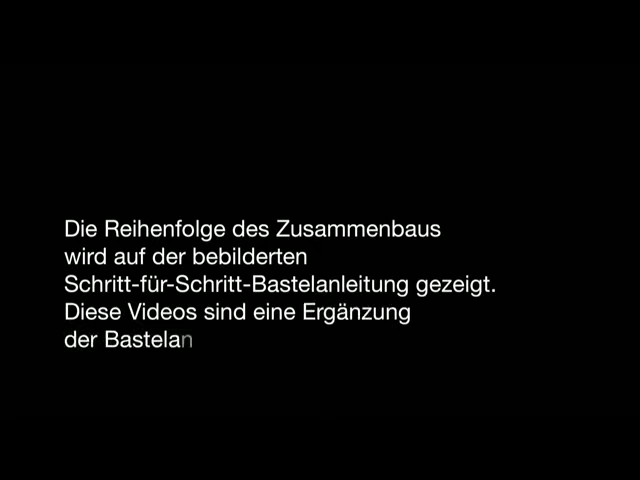 Die Reihenfolge des Zusammenbaus
wird auf der bebilderten
Schritt-für-Schritt-Bastelanleitung gezeigt.
Diese Videos sind eine Ergänzung
der Bastelan